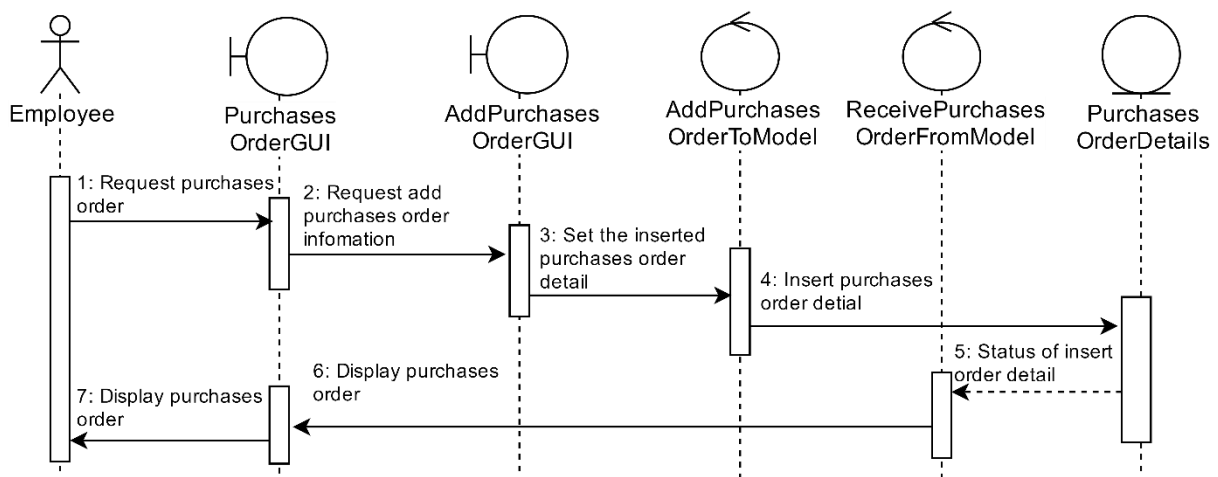 Employee
Purchases
OrderGUI
AddPurchases
OrderGUI
AddPurchases
OrderToModel
ReceivePurchases
OrderFromModel
Purchases
OrderDetails
1: Request purchases
order
2: Request add
purchases order
infomation
3: Set the inserted
purchases order
detail
4: Insert purchases
order detial
5: Status of insert
order detail
6: Display purchases
order
7: Display purchases
order